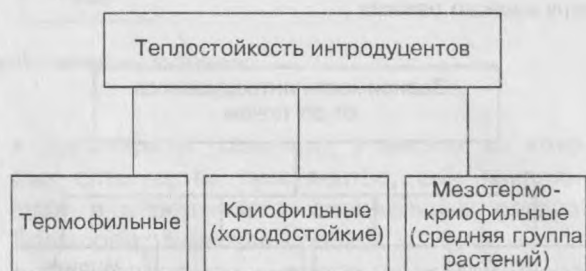 Теплостойкость интродуцентов
Термофильные
Криофильные
(холодостойкие)
Мезотермо-
криофильные
(средняя группа
растений)